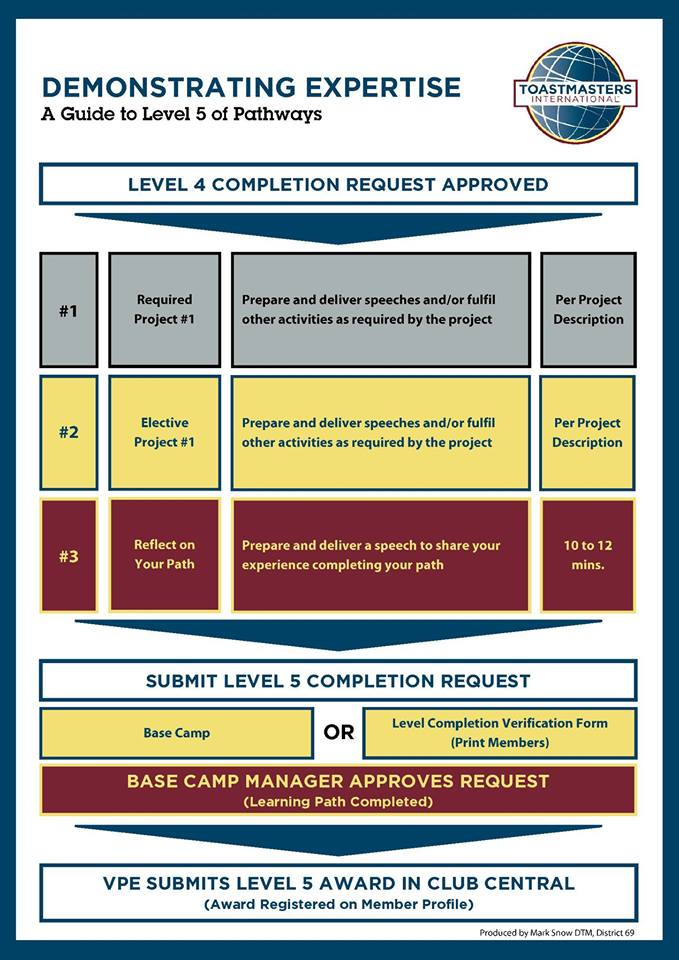 DEMONSTRATING EXPERTISE
A Guide to Level 5 of Pathways
TOASTMASTERS
INTERNATIONAL
LEVEL 4 COMPLETION REQUEST APPROVED
#1
Required
Project #1
Prepare and deliver speeches and/or fulfil
other activities as required by the project
Per Project
Description
#2
Elective
Project #1
Prepare and deliver speeches and/or fulfil
other activities as required by the project
Per Project
Description
#3
Reflect on
Your Path
Prepare and deliver a speech to share your
experience completing your path
10 to 12
mins.
SUBMIT LEVEL 5 COMPLETION REQUEST
Base Camp
OR
Level Completion Verification Form
(Print Members)
BASE CAMP MANAGER APPROVES REQUEST
(Learning Path Completed)
VPE SUBMITS LEVEL 5 AWARD IN CLUB CENTRAL
(Award Registered on Member Profile)
Produced by Mark Snow DTM, District 69